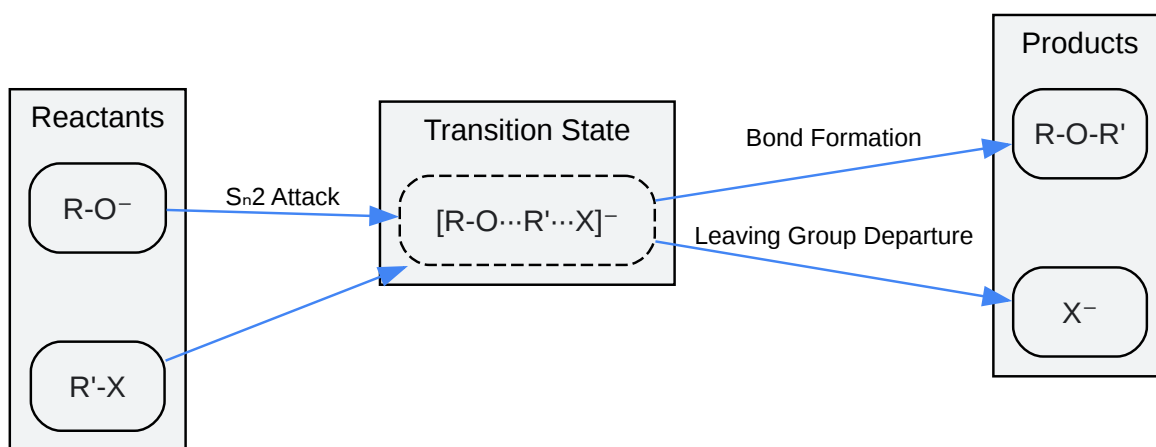 Reactants
R-O⁻
R'-X
Sₙ2 Attack
Transition State
[R-O···R'···X]⁻
Bond Formation
Leaving Group Departure
Products
R-O-R'
X⁻